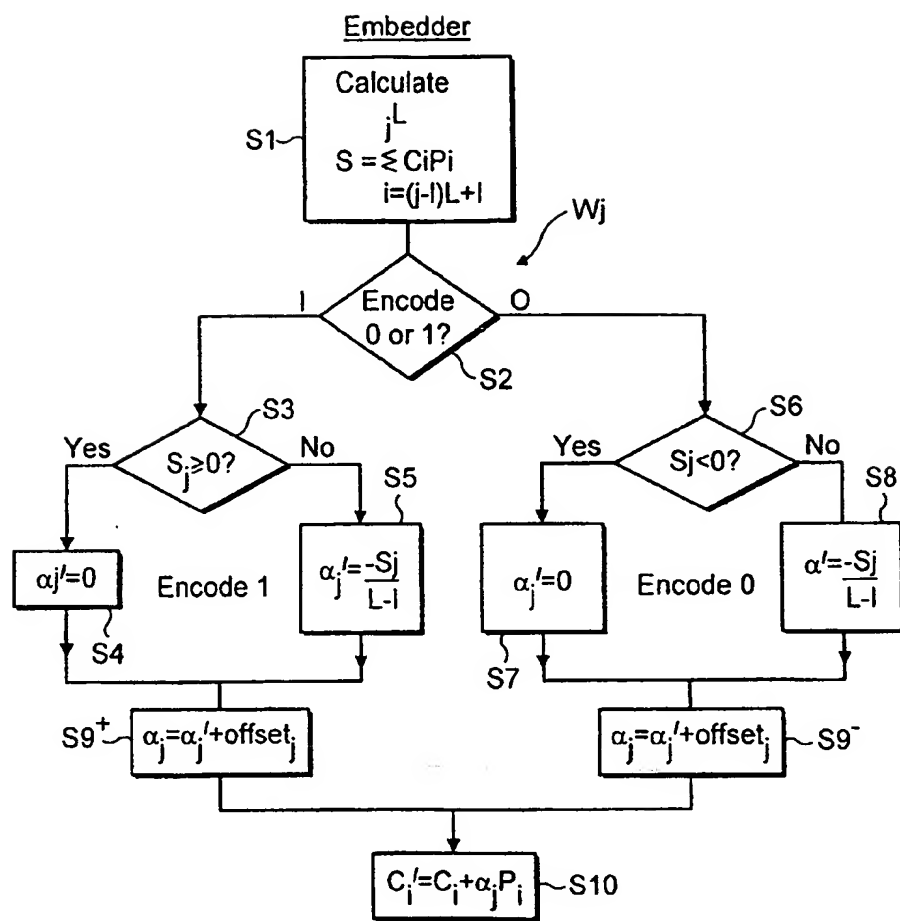 Embedder
Calculate
jL
S = ≤ CiPi
i=(j-l)L+l
S1
Wj
I
Encode
0 or 1?
O
S2
S3
Yes
Sj≥0?
No
S6
Yes
Sj<0?
No
S5
S8
αj'=0
Encode 1
αj'=-Sj
L-l
αj'=0
Encode 0
α'=-Sj
L-l
S4
S7
S9+
αj=αj'+offsetj
αj=αj'+offsetj
S9-
Ci'=Ci+αjPi
S10